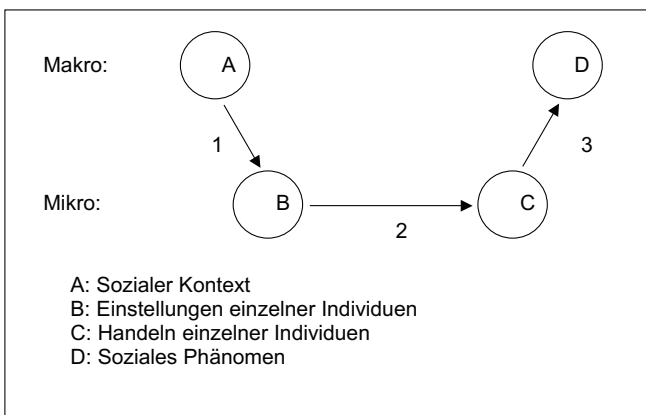 Makro:
A
D
1
3
Mikro:
B
C
2
A: Sozialer Kontext
B: Einstellungen einzelner Individuen
C: Handeln einzelner Individuen
D: Soziales Phänomen